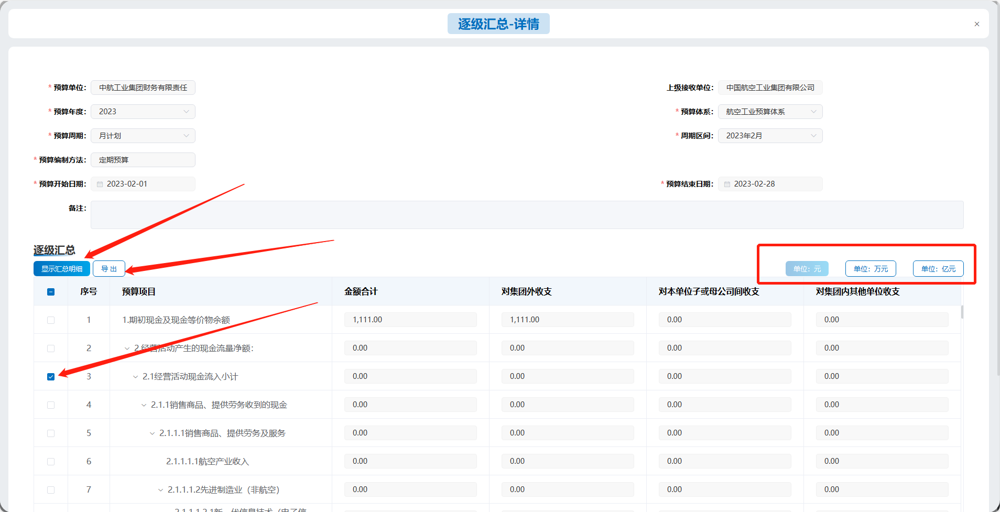 逐级汇总-详情
* 预算单位： 中航工业集团财务有限责任
上级接收单位： 中国航空工业集团有限公司
* 预算年度： 2023
* 预算体系： 航空工业预算体系
* 预算周期： 月计划
* 周期区间： 2023年2月
* 预算编制方法： 定期预算
* 预算开始日期： 2023-02-01
* 预算结束日期： 2023-02-28
备注：
逐级汇总
显示汇总明细 导 出 单位：元 单位：万元 单位：亿元
序号 预算项目 金额合计 对集团外收支 对本单位子或母公司间收支 对集团内其他单位收支
1 1.期初现金及现金等价物余额 1,111.00 1,111.00 0.00 0.00
2 2.经营活动产生的现金流量净额： 0.00 0.00 0.00 0.00
3 2.1经营活动现金流入小计 0.00 0.00 0.00 0.00
4 2.1.1销售商品、提供劳务收到的现金 0.00 0.00 0.00 0.00
5 2.1.1.1销售商品、提供劳务及服务 0.00 0.00 0.00 0.00
6 2.1.1.1.1航空产业收入 0.00 0.00 0.00 0.00
7 2.1.1.1.2先进制造业（非航空） 0.00 0.00 0.00 0.00
2.1.1.1.2.1新一代信息技术（电子信